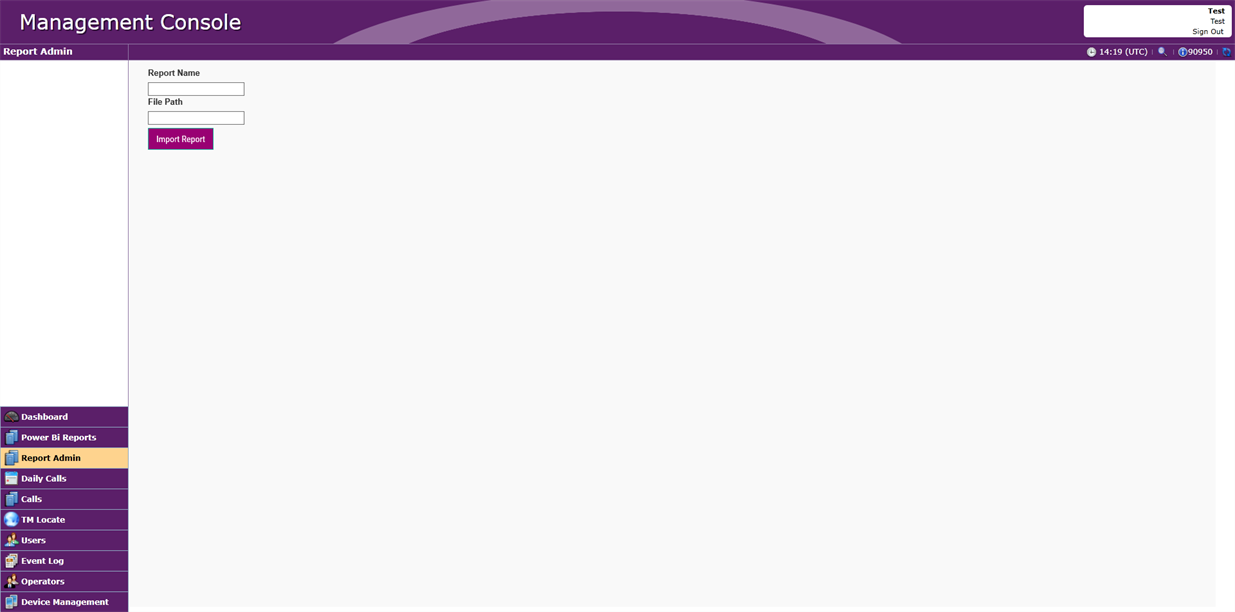 Management Console
Test
Test
Sign Out
Report Admin
14:19 (UTC)
90950
Report Name
File Path
Import Report
Dashboard
Power Bi Reports
Report Admin
Daily Calls
Calls
TM Locate
Users
Event Log
Operators
Device Management